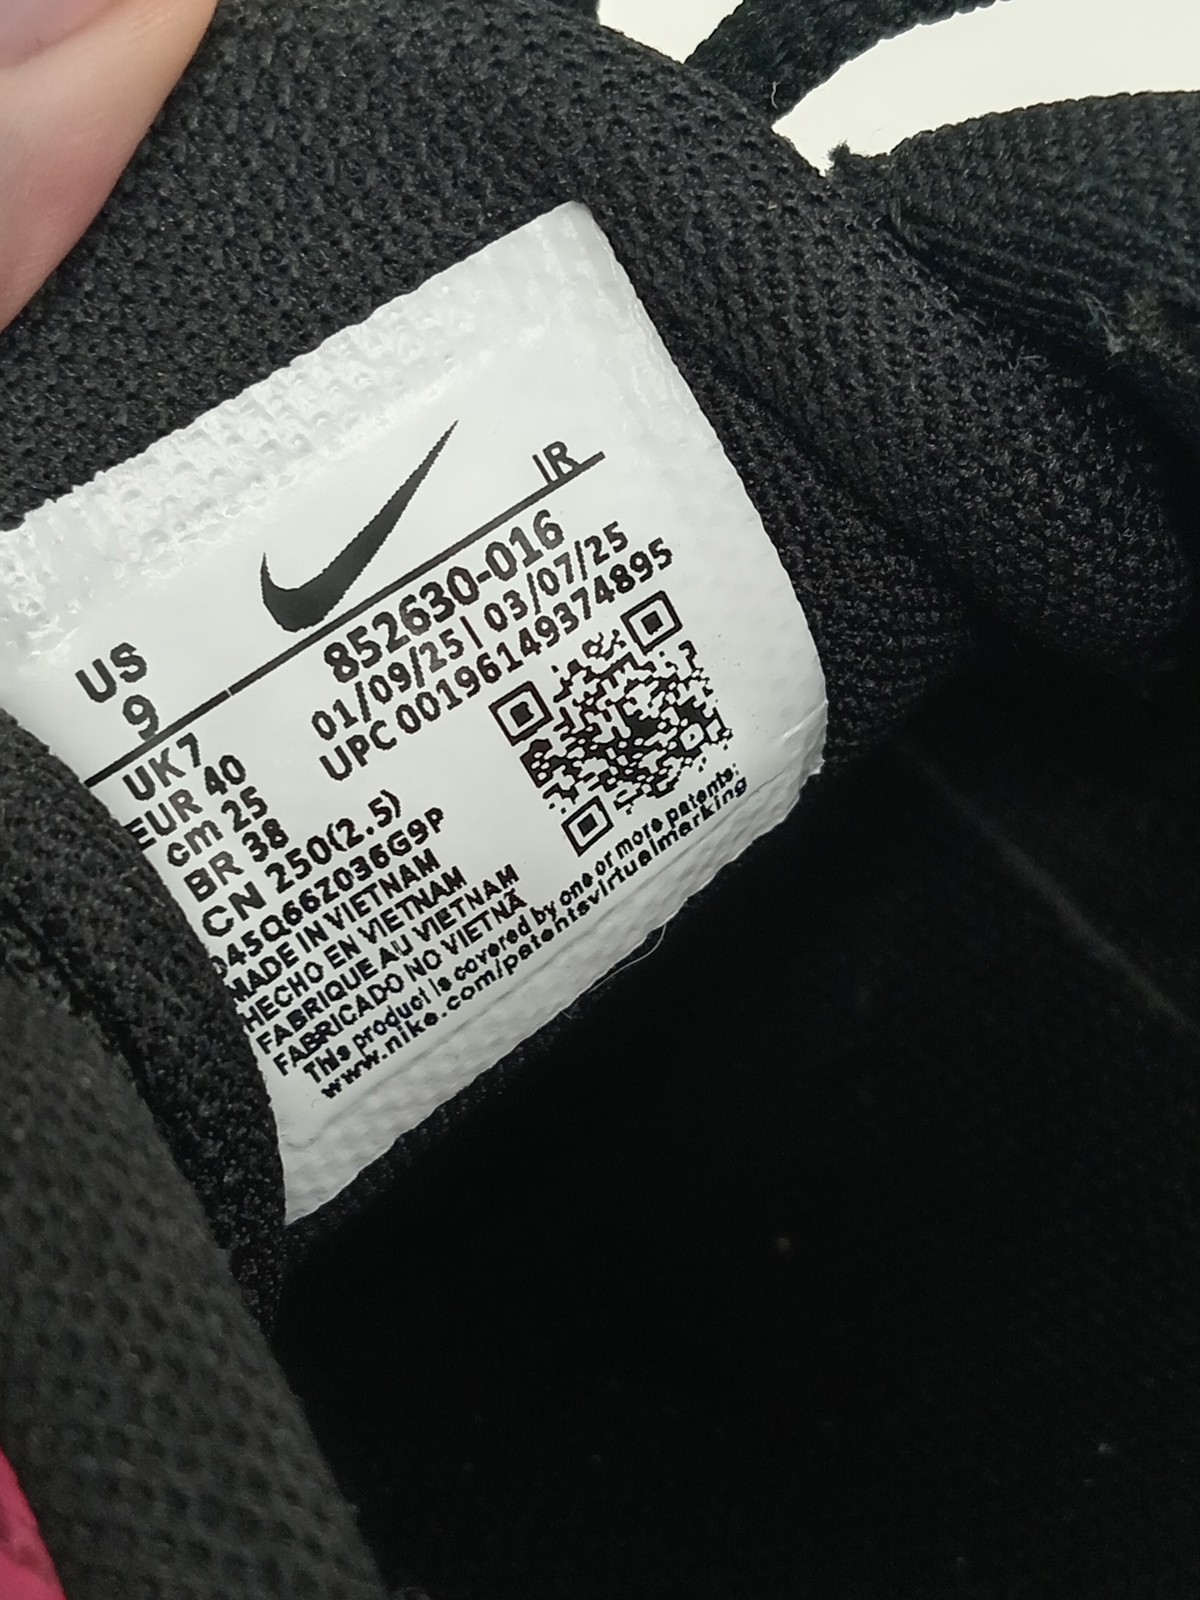 IR
US
9
852630-016
01/09/25 | 03/07/25
UPC 00196149374895
UK 7
EUR 40
cm 25
BR 38
CN 250(2.5)
45Q66Z036G9P
MADE IN VIETNAM
HECHO EN VIETNAM
FABRIQUE AU VIETNAM
FABRICADO NO VIETNÃ
This product is covered by one or more patents:
www.nike.com/patentsvirtualmarking